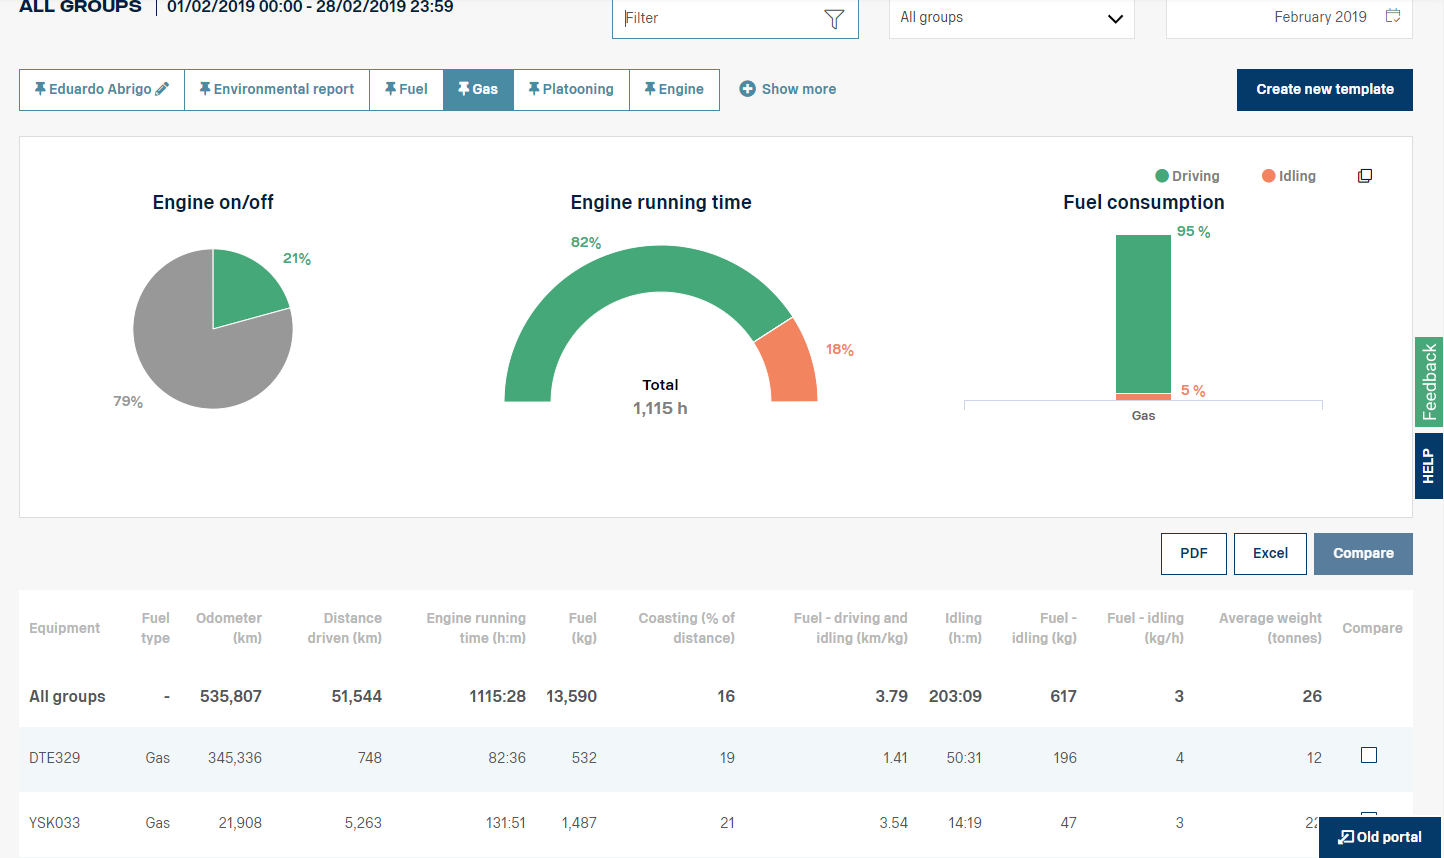 ALL GROUPS | 01/02/2019 00:00 - 28/02/2019 23:59
Filter
All groups
February 2019
Eduardo Abrigo
Environmental report
Fuel
Gas
Platooning
Engine
Show more
Create new template
Driving
Idling
Engine on/off
Engine running time
Fuel consumption
21%
79%
82%
18%
Total
1,115 h
95 %
5 %
Gas
Feedback
HELP
PDF
Excel
Compare
Equipment
Fuel
type
Odometer
(km)
Distance
driven (km)
Engine running
time (h:m)
Fuel
(kg)
Coasting (% of
distance)
Fuel - driving and
idling (km/kg)
Idling
(h:m)
Fuel -
idling (kg)
Fuel - idling
(kg/h)
Average weight
(tonnes)
Compare
All groups - 535,807 51,544 1115:28 13,590 16 3.79 203:09 617 3 26
DTE329 Gas 345,336 748 82:36 532 19 1.41 50:31 196 4 12
YSK033 Gas 21,908 5,263 131:51 1,487 21 3.54 14:19 47 3
Old portal